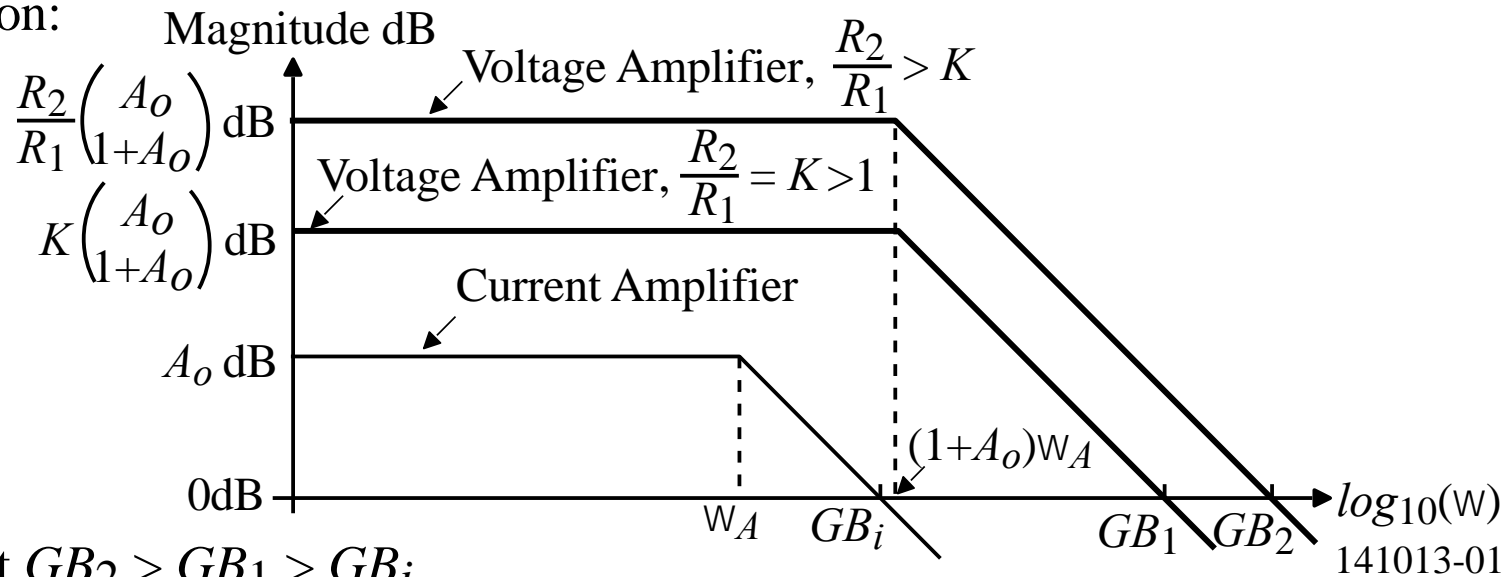 on:
Magnitude dB
R2/R1 (Ao/1+Ao) dB
Voltage Amplifier, R2/R1 > K
Voltage Amplifier, R2/R1 = K >1
K (Ao/1+Ao) dB
Current Amplifier
Ao dB
(1+Ao)wA
0dB
wA
GBi
GB1
GB2
log10(w)
141013-01
t GB2 > GB1 > GBi